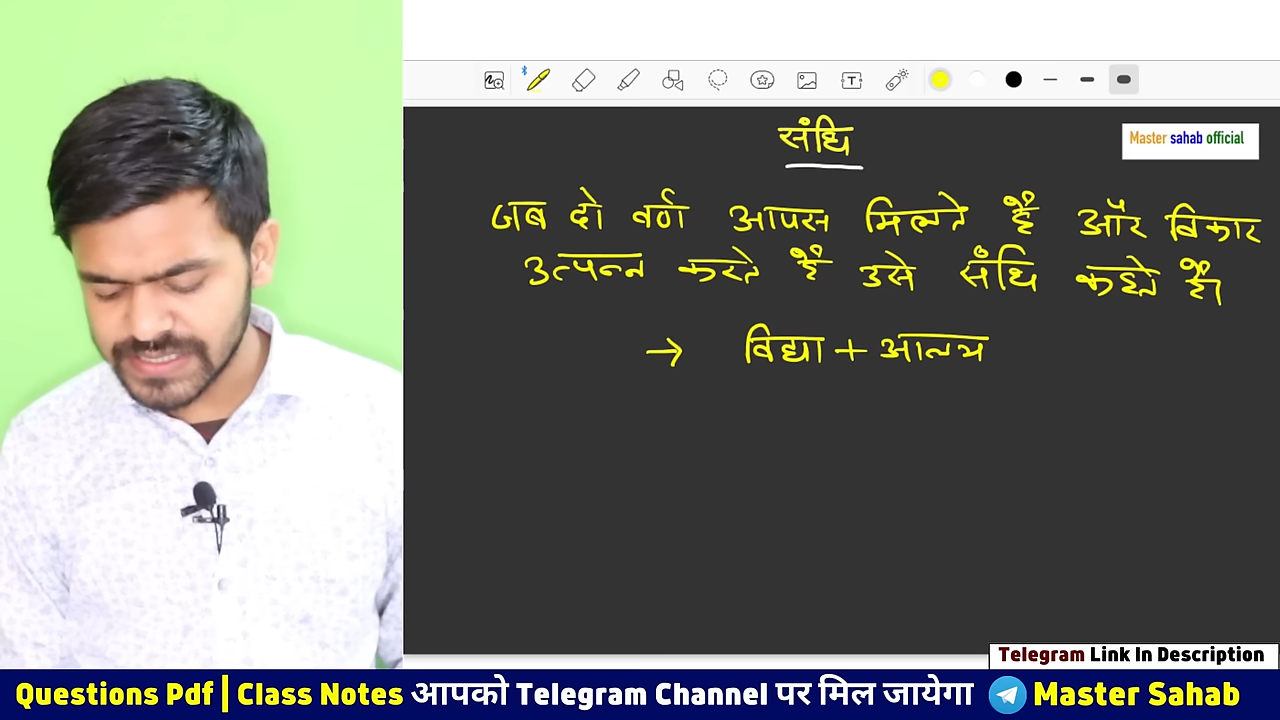 संधि
Master sahab official
जब दो वर्ण आपस मिलते है और विकार
उत्पन्न करते है उसे संधि कहते है।
→ विद्या + आलय
Telegram Link In Description
Questions Pdf | Class Notes आपको Telegram Channel पर मिल जायेगा Master Sahab